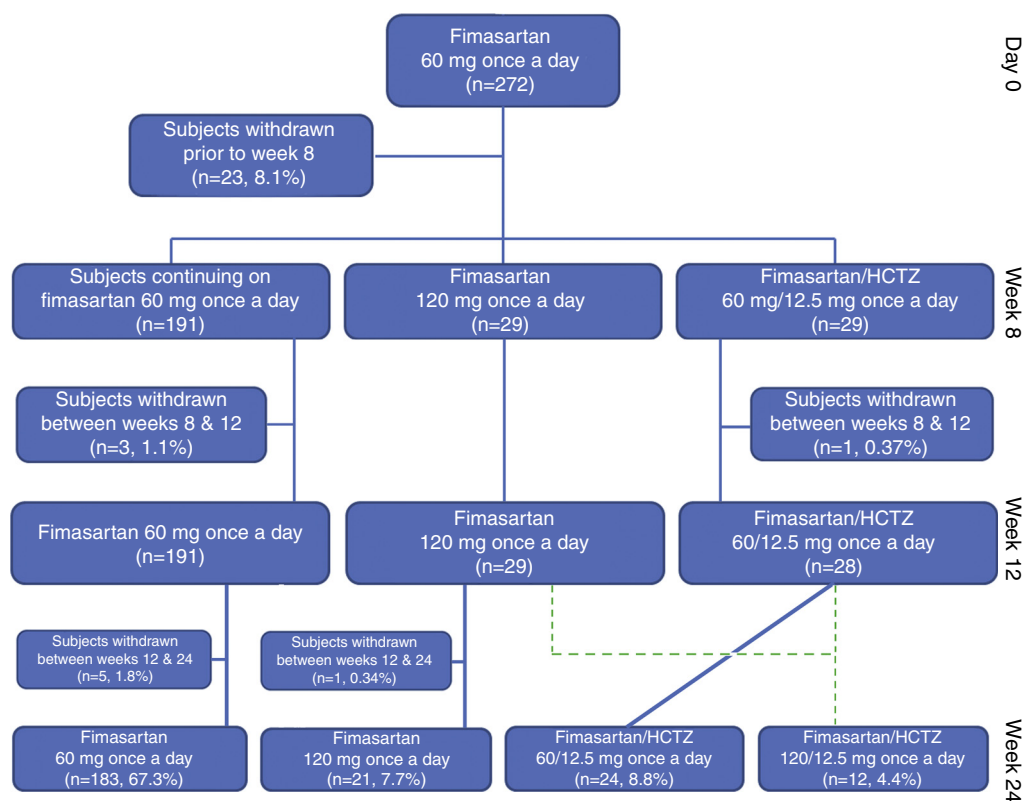 Fimasartan
60 mg once a day
(n=272)
Day 0
Subjects withdrawn
prior to week 8
(n=23, 8.1%)
Subjects continuing on
fimasartan 60 mg once a day
(n=191)
Fimasartan
120 mg once a day
(n=29)
Fimasartan/HCTZ
60 mg/12.5 mg once a day
(n=29)
Week 8
Subjects withdrawn
between weeks 8 & 12
(n=3, 1.1%)
Subjects withdrawn
between weeks 8 & 12
(n=1, 0.37%)
Fimasartan 60 mg once a day
(n=191)
Fimasartan
120 mg once a day
(n=29)
Fimasartan/HCTZ
60/12.5 mg once a day
(n=28)
Week 12
Subjects withdrawn
between weeks 12 & 24
(n=5, 1.8%)
Subjects withdrawn
between weeks 12 & 24
(n=1, 0.34%)
Fimasartan
60 mg once a day
(n=183, 67.3%)
Fimasartan
120 mg once a day
(n=21, 7.7%)
Fimasartan/HCTZ
60/12.5 mg once a day
(n=24, 8.8%)
Fimasartan/HCTZ
120/12.5 mg once a day
(n=12, 4.4%)
Week 24